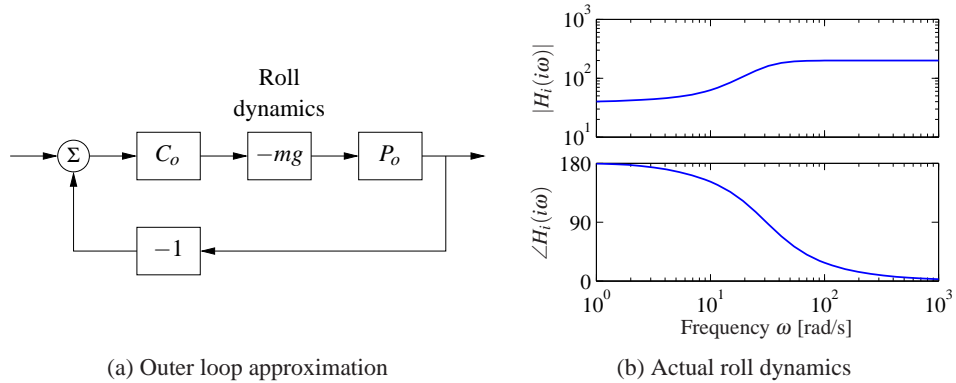 Roll
dynamics
Σ
C_o
−mg
P_o
−1
(a) Outer loop approximation
|H_i(iω)|
10^3
10^2
10^1
∠H_i(iω)
180
90
0
10^0 10^1 10^2 10^3
Frequency ω [rad/s]
(b) Actual roll dynamics